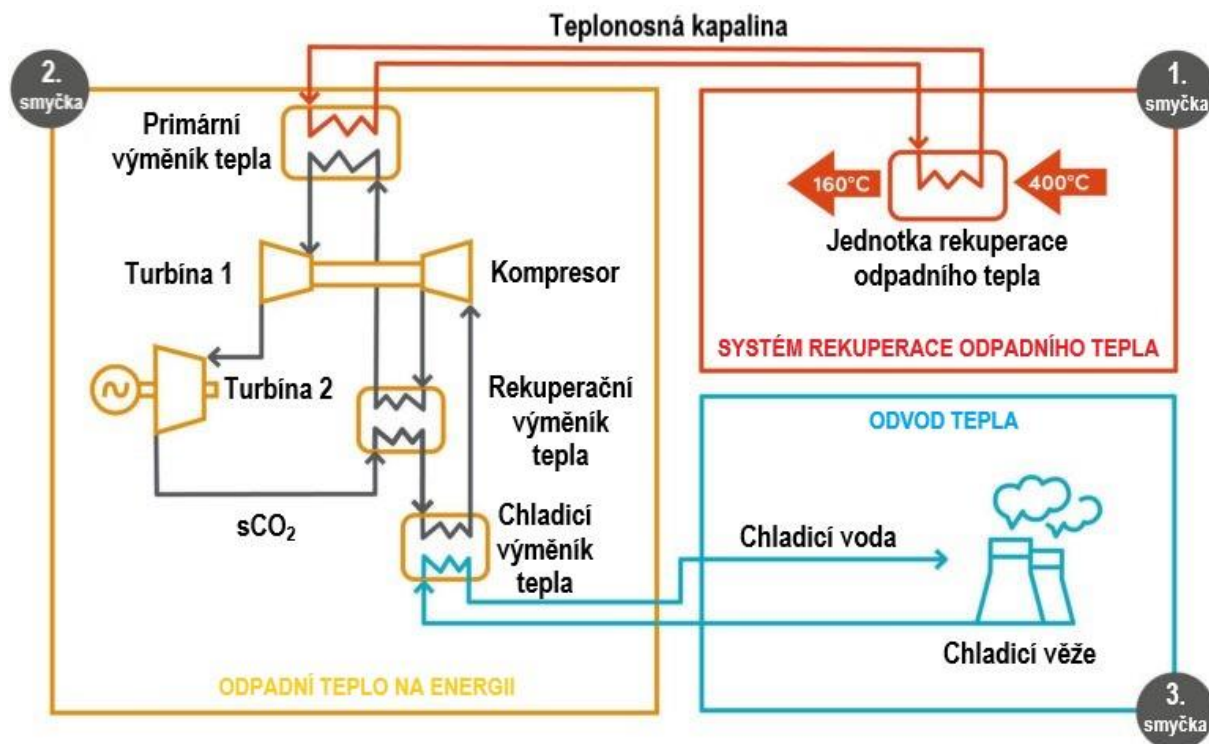 Teplonosná kapalina
2.
smyčka
1.
smyčka
Primární
výměník tepla
160°C
400°C
Jednotka rekuperace
odpadního tepla
Turbína 1
Kompresor
SYSTÉM REKUPERACE ODPADNÍHO TEPLA
Turbína 2
Rekuperační
výměník
tepla
ODVOD TEPLA
sCO₂
Chladicí
výměník
tepla
Chladicí voda
Chladicí věže
ODPADNÍ TEPLO NA ENERGII
3.
smyčka